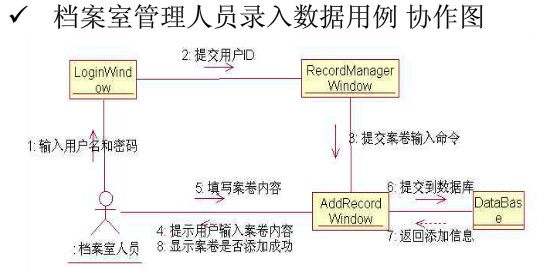 ✓ 档案室管理人员录入数据用例 协作图
2: 提交用户ID
LoginWind
ow
RecordManager
Window
1: 输入用户名和密码
3: 提交案卷输入命令
5: 填写案卷内容
6: 提交到数据库
AddRecord
Window
DataBas
e
4: 提示用户输入案卷内容
8: 显示案卷是否添加成功
7: 返回添加信息
: 档案室人员